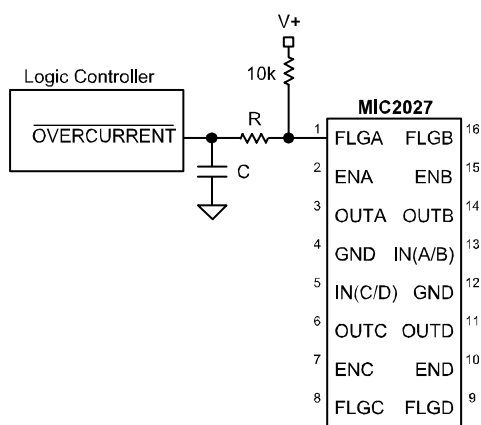 V+
10k
Logic Controller
OVERCURRENT
R
C
MIC2027
1 FLGA FLGB 16
2 ENA ENB 15
3 OUTA OUTB 14
4 GND IN(A/B) 13
5 IN(C/D) GND 12
6 OUTC OUTD 11
7 ENC END 10
8 FLGC FLGD 9